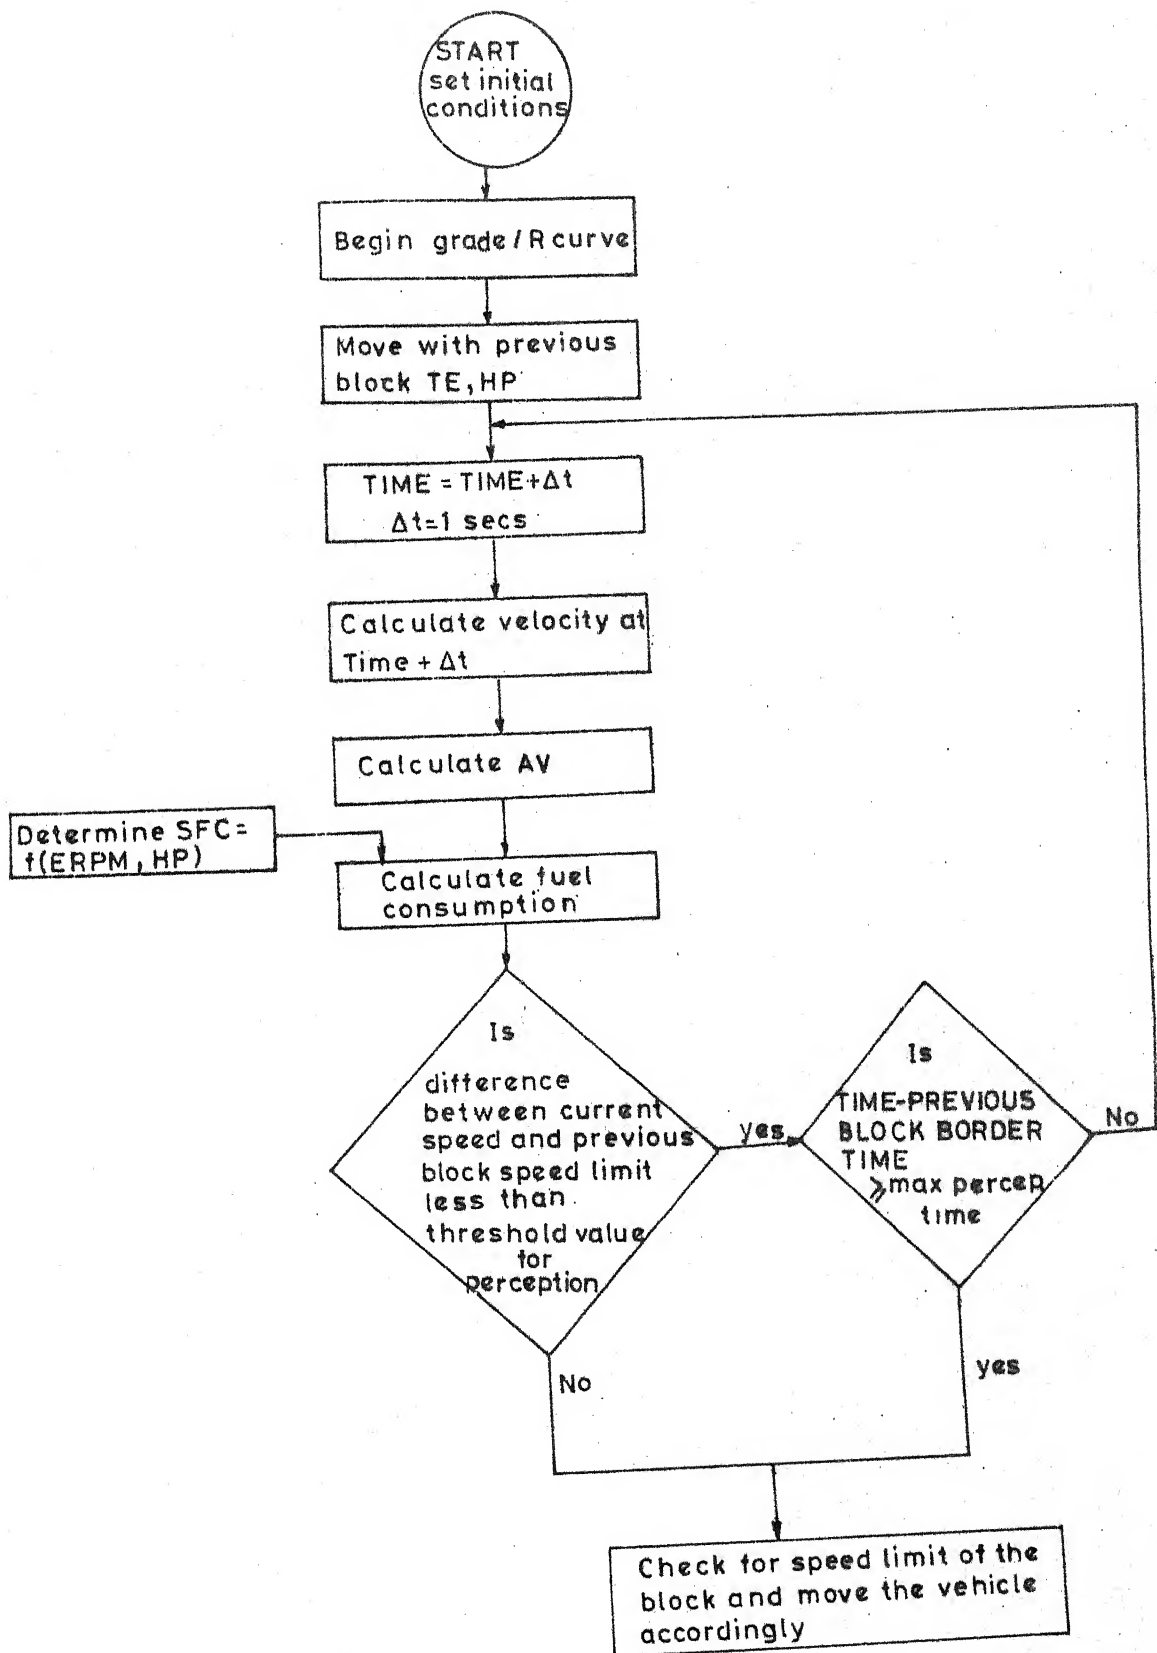 START
set initial
conditions
Begin grade/R curve
Move with previous
block TE, HP
TIME = TIME+Δt
Δt=1 secs
Calculate velocity at
Time + Δt
Calculate AV
Determine SFC=
f(ERPM, HP)
Calculate fuel
consumption
Is
difference
between current
speed and previous
block speed limit
less than
threshold value
for
perception
yes
Is
TIME-PREVIOUS
BLOCK BORDER
TIME
⩾max percep
time
No
No
yes
Check for speed limit of the
block and move the vehicle
accordingly